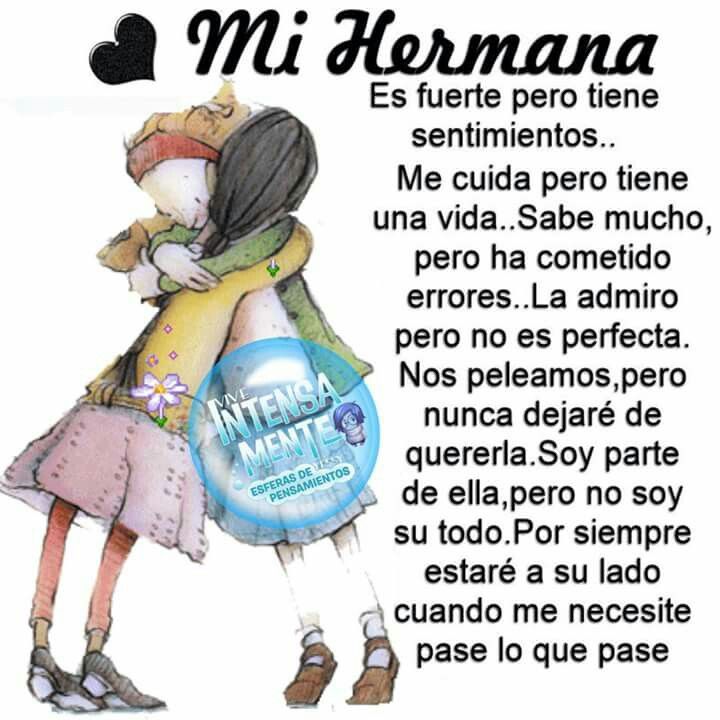 Mi Hermana
Es fuerte pero tiene
sentimientos..
Me cuida pero tiene
una vida..Sabe mucho,
pero ha cometido
errores..La admiro
pero no es perfecta.
Nos peleamos,pero
nunca dejaré de
quererla.Soy parte
de ella,pero no soy
su todo.Por siempre
estaré a su lado
cuando me necesite
pase lo que pase
VIVE
INTENSA
MENTE
ESFERAS DE
PENSAMIENTOS